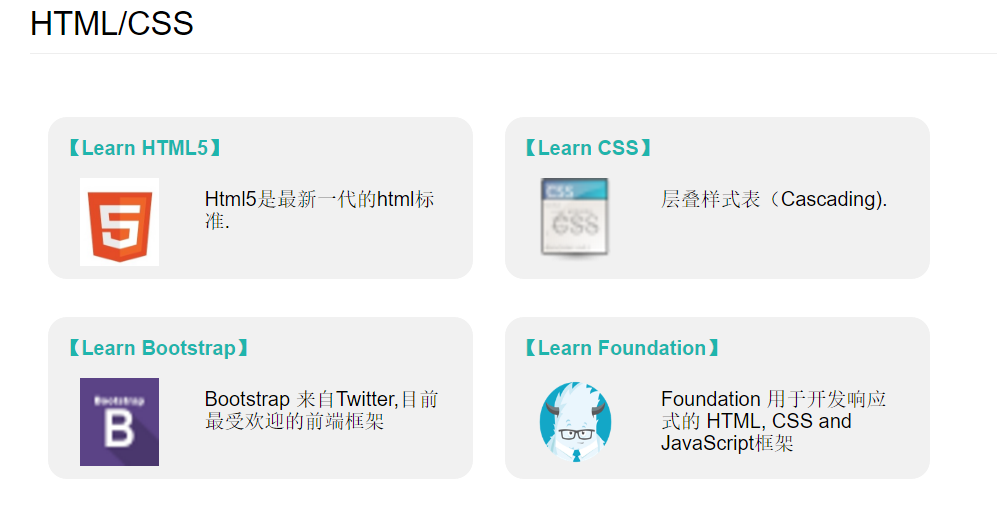 HTML/CSS
【Learn HTML5】
5
Html5是最新一代的html标
准.
【Learn CSS】
CSS
CSS
层叠样式表（Cascading).
【Learn Bootstrap】
Bootstrap
B
Bootstrap 来自Twitter,目前
最受欢迎的前端框架
【Learn Foundation】
Foundation 用于开发响应
式的 HTML, CSS and
JavaScript框架